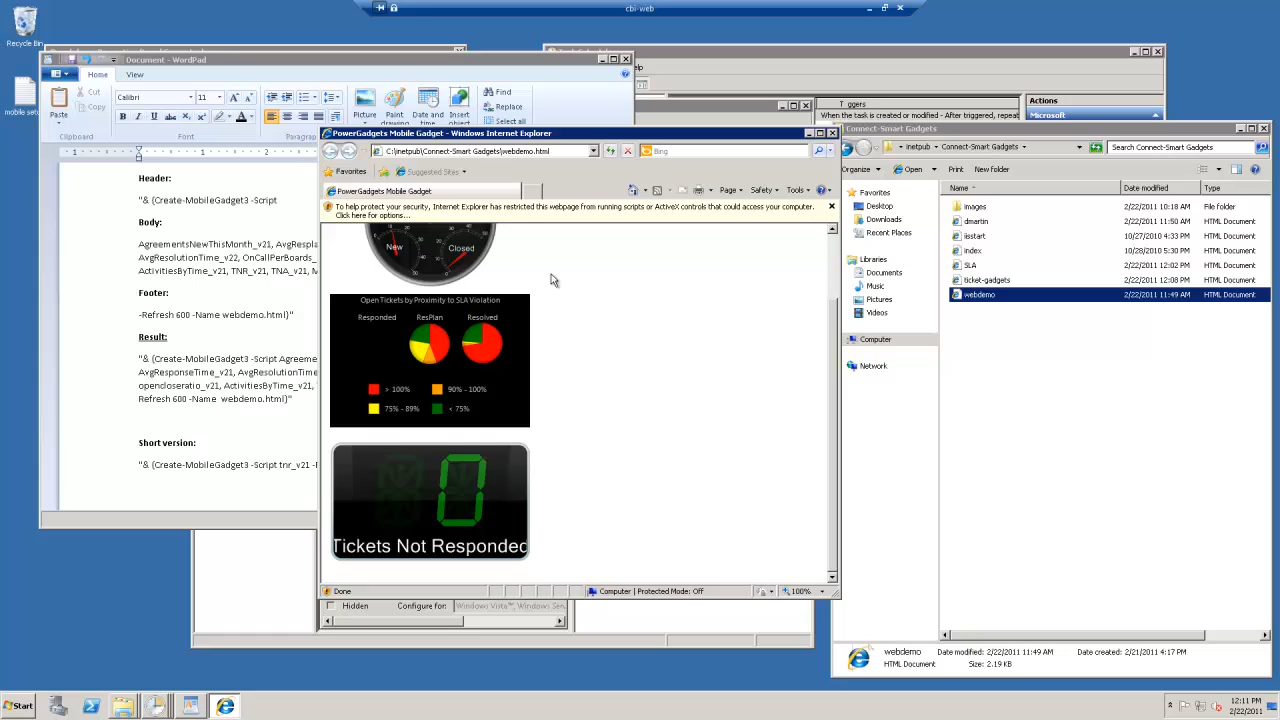 cbi-web
Recycle Bin
mobile set
Document - WordPad
Home
View
Cut
Copy
Paste
Clipboard
Calibri
11
Font
Paragra
Picture
Paint
drawing
Date and
time
Insert
object
Find
Replace
Select all
1
1
2
Header:
"& {Create-MobileGadget3 -Script
Body:
AgreementsNewThisMonth_v21, AvgResplan
AvgResolutionTime_v22, OnCallPerBoards_
ActivitiesByTime_v21, TNR_v21, TNA_v21, M
Footer:
-Refresh 600 -Name webdemo.html}"
Result:
"& {Create-MobileGadget3 -Script Agreeme
AvgResponseTime_v21, AvgResolutionTime
opencloseratio_v21, ActivitiesByTime_v21,
Refresh 600 -Name webdemo.html}"
Short version:
"& {Create-MobileGadget3 -Script tnr_v21 -R
elp
Triggers
When the task is created or modified - After triggered, repeat
Actions
Microsoft
PowerGadgets Mobile Gadget - Windows Internet Explorer
C:\inetpub\Connect-Smart Gadgets\webdemo.html
Bing
Favorites
Suggested Sites
PowerGadgets Mobile Gadget
Page
Safety
Tools
To help protect your security, Internet Explorer has restricted this webpage from running scripts or ActiveX controls that could access your computer.
Click here for options...
New
Closed
Open Tickets by Proximity to SLA Violation
Responded
ResPlan
Resolved
> 100%
90% - 100%
75% - 89%
< 75%
0
Tickets Not Responded
Done
Computer | Protected Mode: Off
100%
Hidden
Configure for:
Windows Vista™, Windows Ser
Connect-Smart Gadgets
inetpub
Connect-Smart Gadgets
Search Connect-Smart Gadgets
Organize
Open
Print
New folder
Favorites
Desktop
Downloads
Recent Places
Libraries
Documents
Music
Pictures
Videos
Computer
Network
Name
Date modified
Type
images
2/22/2011 10:18 AM
File folder
dmartin
2/22/2011 11:50 AM
HTML Document
iisstart
10/27/2010 4:33 PM
HTML Document
index
10/28/2010 5:30 PM
HTML Document
SLA
2/22/2011 12:02 PM
HTML Document
ticket-gadgets
2/22/2011 12:08 PM
HTML Document
webdemo
2/22/2011 11:49 AM
HTML Document
webdemo
Date modified: 2/22/2011 11:49 AM
Date created: 2/21/2011 4:17 PM
HTML Document
Size: 2.19 KB
Start
12:11 PM
2/22/2011